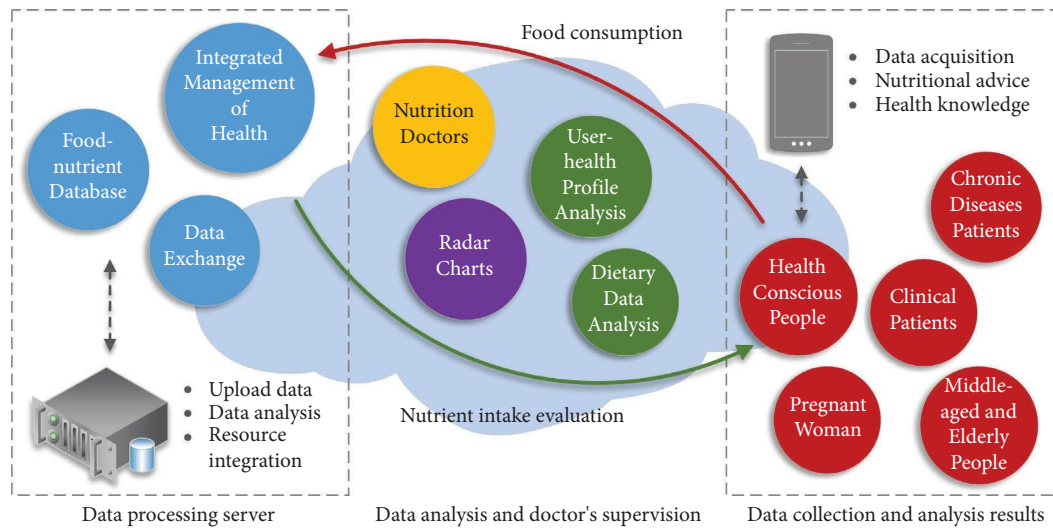 Integrated
Management
of
Health
Food-
nutrient
Database
Data
Exchange
• Upload data
• Data analysis
• Resource
integration
Data processing server
Food consumption
Nutrition
Doctors
User-
health
Profile
Analysis
Radar
Charts
Dietary
Data
Analysis
Nutrient intake evaluation
Data analysis and doctor's supervision
• Data acquisition
• Nutritional advice
• Health knowledge
Chronic
Diseases
Patients
Health
Conscious
People
Clinical
Patients
Pregnant
Woman
Middle-
aged and
Elderly
People
Data collection and analysis results